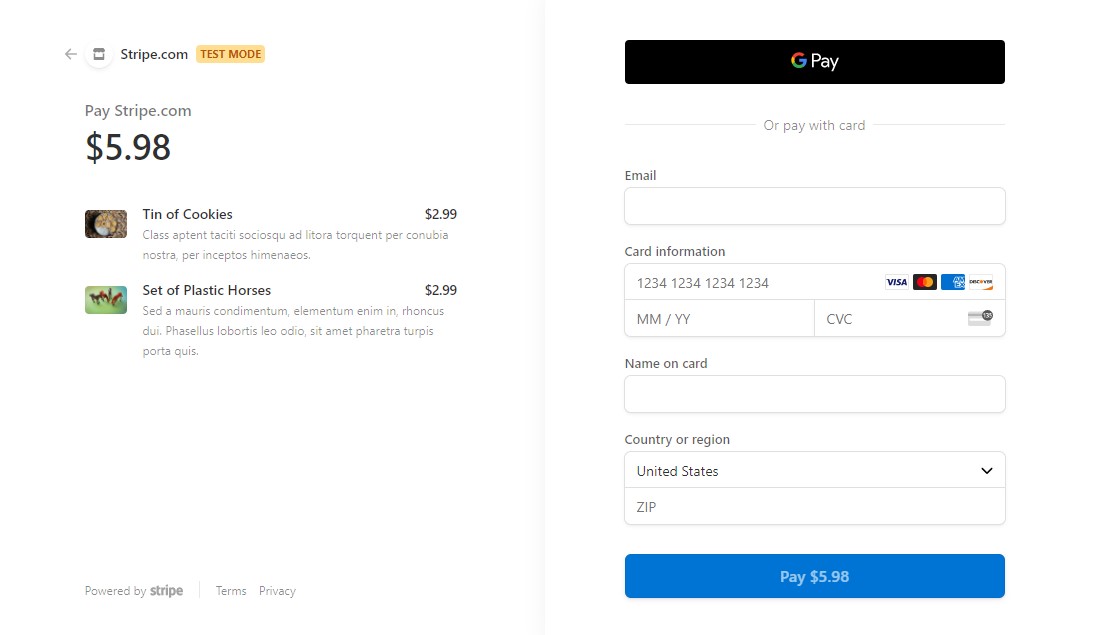 Stripe.com TEST MODE
Pay Stripe.com
$5.98
Tin of Cookies $2.99
Class aptent taciti sociosqu ad litora torquent per conubia
nostra, per inceptos himenaeos.
Set of Plastic Horses $2.99
Sed a mauris condimentum, elementum enim in, rhoncus
dui. Phasellus lobortis leo odio, sit amet pharetra turpis
porta quis.
Powered by stripe Terms Privacy
G Pay
Or pay with card
Email
Card information
1234 1234 1234 1234 VISA AMEX DISCOVER
MM / YY CVC 135
Name on card
Country or region
United States
ZIP
Pay $5.98